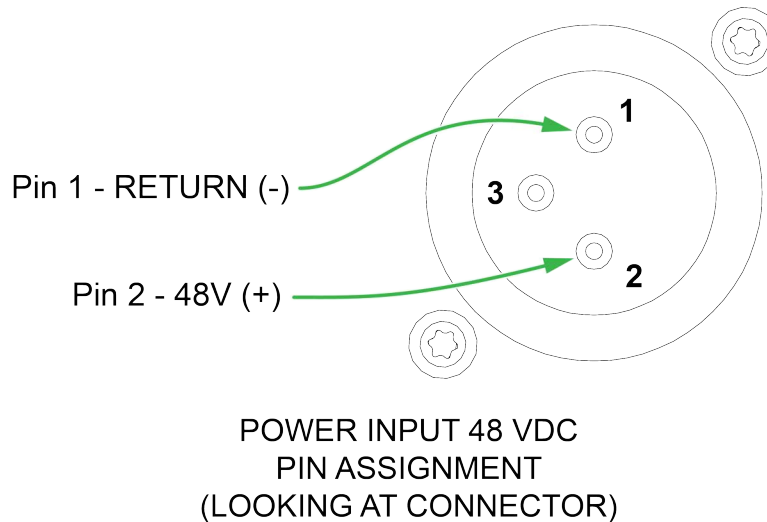 1
Pin 1 - RETURN (-)
3
Pin 2 - 48V (+)
2
POWER INPUT 48 VDC
PIN ASSIGNMENT
(LOOKING AT CONNECTOR)